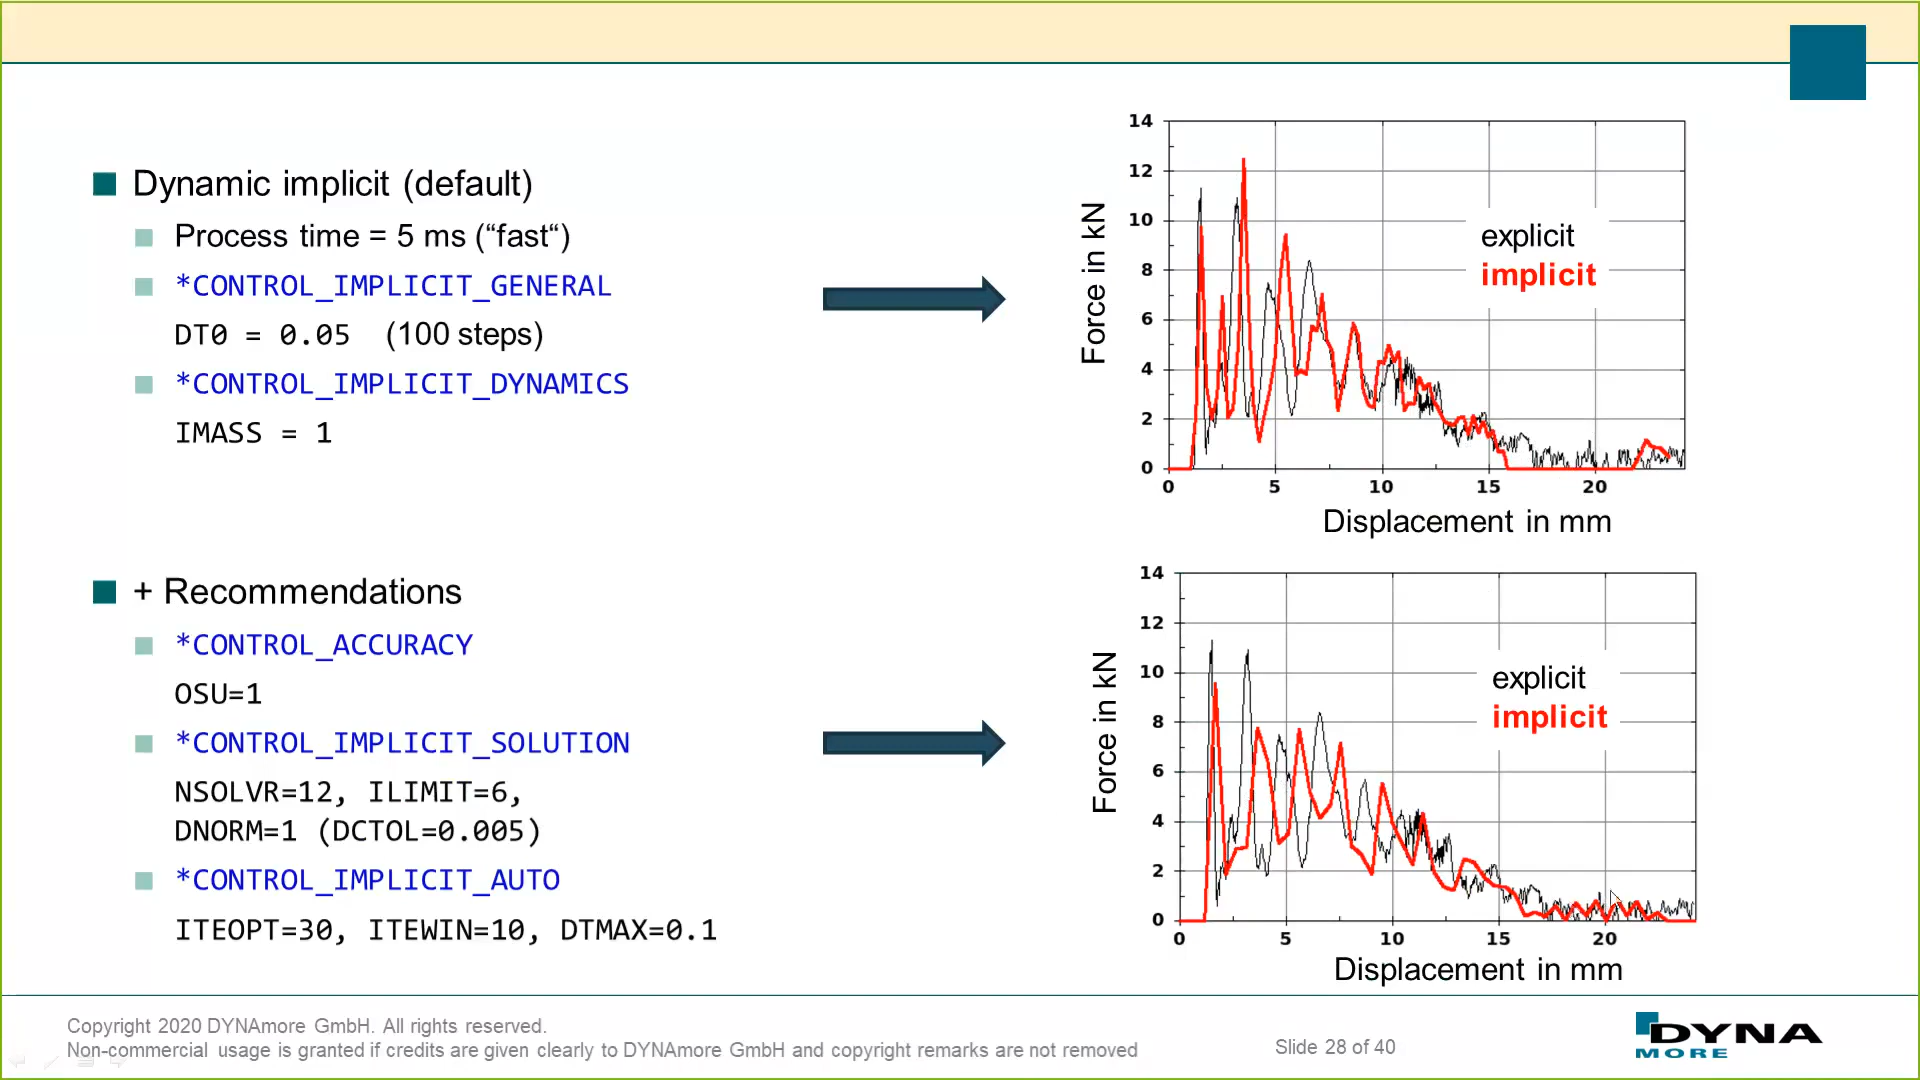 Dynamic implicit (default)
Process time = 5 ms (“fast“)
*CONTROL_IMPLICIT_GENERAL
DT0 = 0.05 (100 steps)
*CONTROL_IMPLICIT_DYNAMICS
IMASS = 1
+ Recommendations
*CONTROL_ACCURACY
OSU=1
*CONTROL_IMPLICIT_SOLUTION
NSOLVR=12, ILIMIT=6,
DNORM=1 (DCTOL=0.005)
*CONTROL_IMPLICIT_AUTO
ITEOPT=30, ITEWIN=10, DTMAX=0.1
Force in kN
14
12
10
8
6
4
2
0
explicit
implicit
0 5 10 15 20
Displacement in mm
Force in kN
14
12
10
8
6
4
2
0
explicit
implicit
0 5 10 15 20
Displacement in mm
Copyright 2020 DYNAmore GmbH. All rights reserved.
Non-commercial usage is granted if credits are given clearly to DYNAmore GmbH and copyright remarks are not removed
Slide 28 of 40
DYNA
MORE